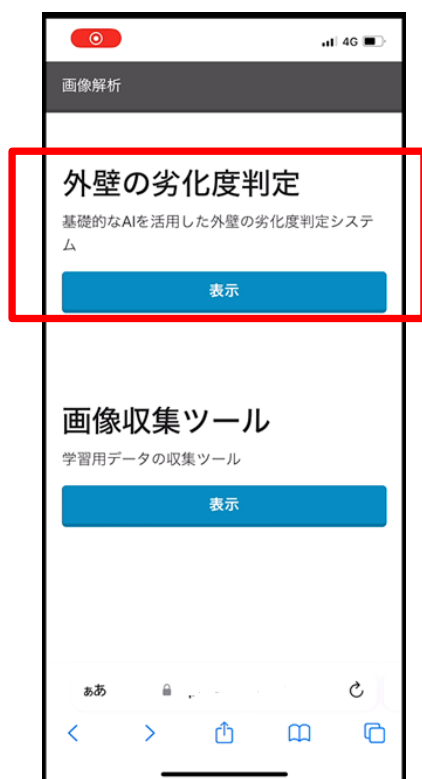 4G
画像解析
外壁の劣化度判定
基礎的なAIを活用した外壁の劣化度判定システ
ム
表示
画像収集ツール
学習用データの収集ツール
表示
ぁあ